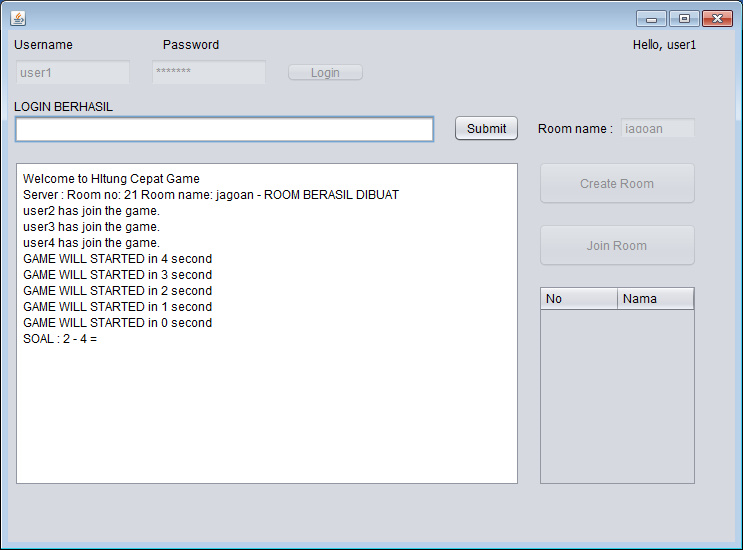 Username Password Hello, user1
user1 ******* Login
LOGIN BERHASIL
Submit Room name : jagoan
Welcome to HItung Cepat Game
Server : Room no: 21 Room name: jagoan - ROOM BERASIL DIBUAT
user2 has join the game.
user3 has join the game.
user4 has join the game.
GAME WILL STARTED in 4 second
GAME WILL STARTED in 3 second
GAME WILL STARTED in 2 second
GAME WILL STARTED in 1 second
GAME WILL STARTED in 0 second
SOAL : 2 - 4 =
Create Room
Join Room
No Nama